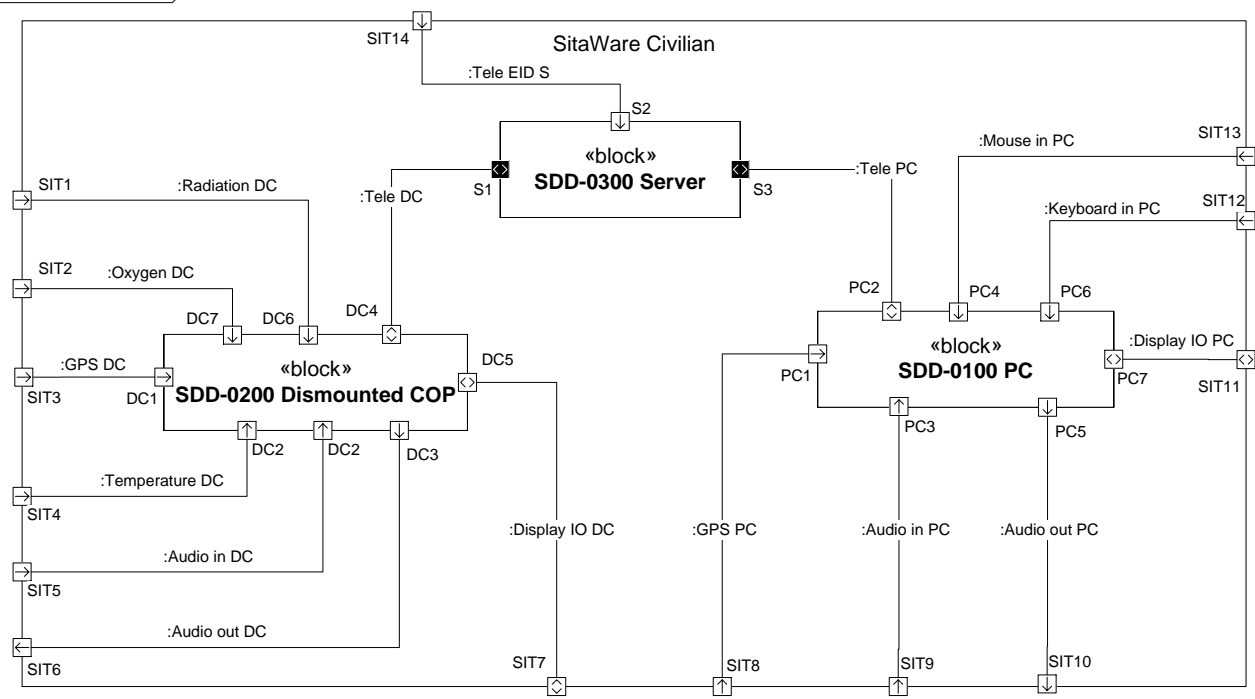 SIT14
SitaWare Civilian
:Tele EID S
S2
SIT13
:Mouse in PC
«block»
SDD-0300 Server
S1
S3
:Tele PC
SIT1
:Radiation DC
:Tele DC
SIT12
:Keyboard in PC
SIT2
:Oxygen DC
DC7
DC6
DC4
PC2
PC4
PC6
:GPS DC
SIT3
DC1
«block»
SDD-0200 Dismounted COP
DC5
PC1
«block»
SDD-0100 PC
:Display IO PC
PC7
SIT11
DC2
DC2
DC3
PC3
PC5
:Temperature DC
SIT4
:Display IO DC
:GPS PC
:Audio in PC
:Audio out PC
:Audio in DC
SIT5
:Audio out DC
SIT6
SIT7
SIT8
SIT9
SIT10